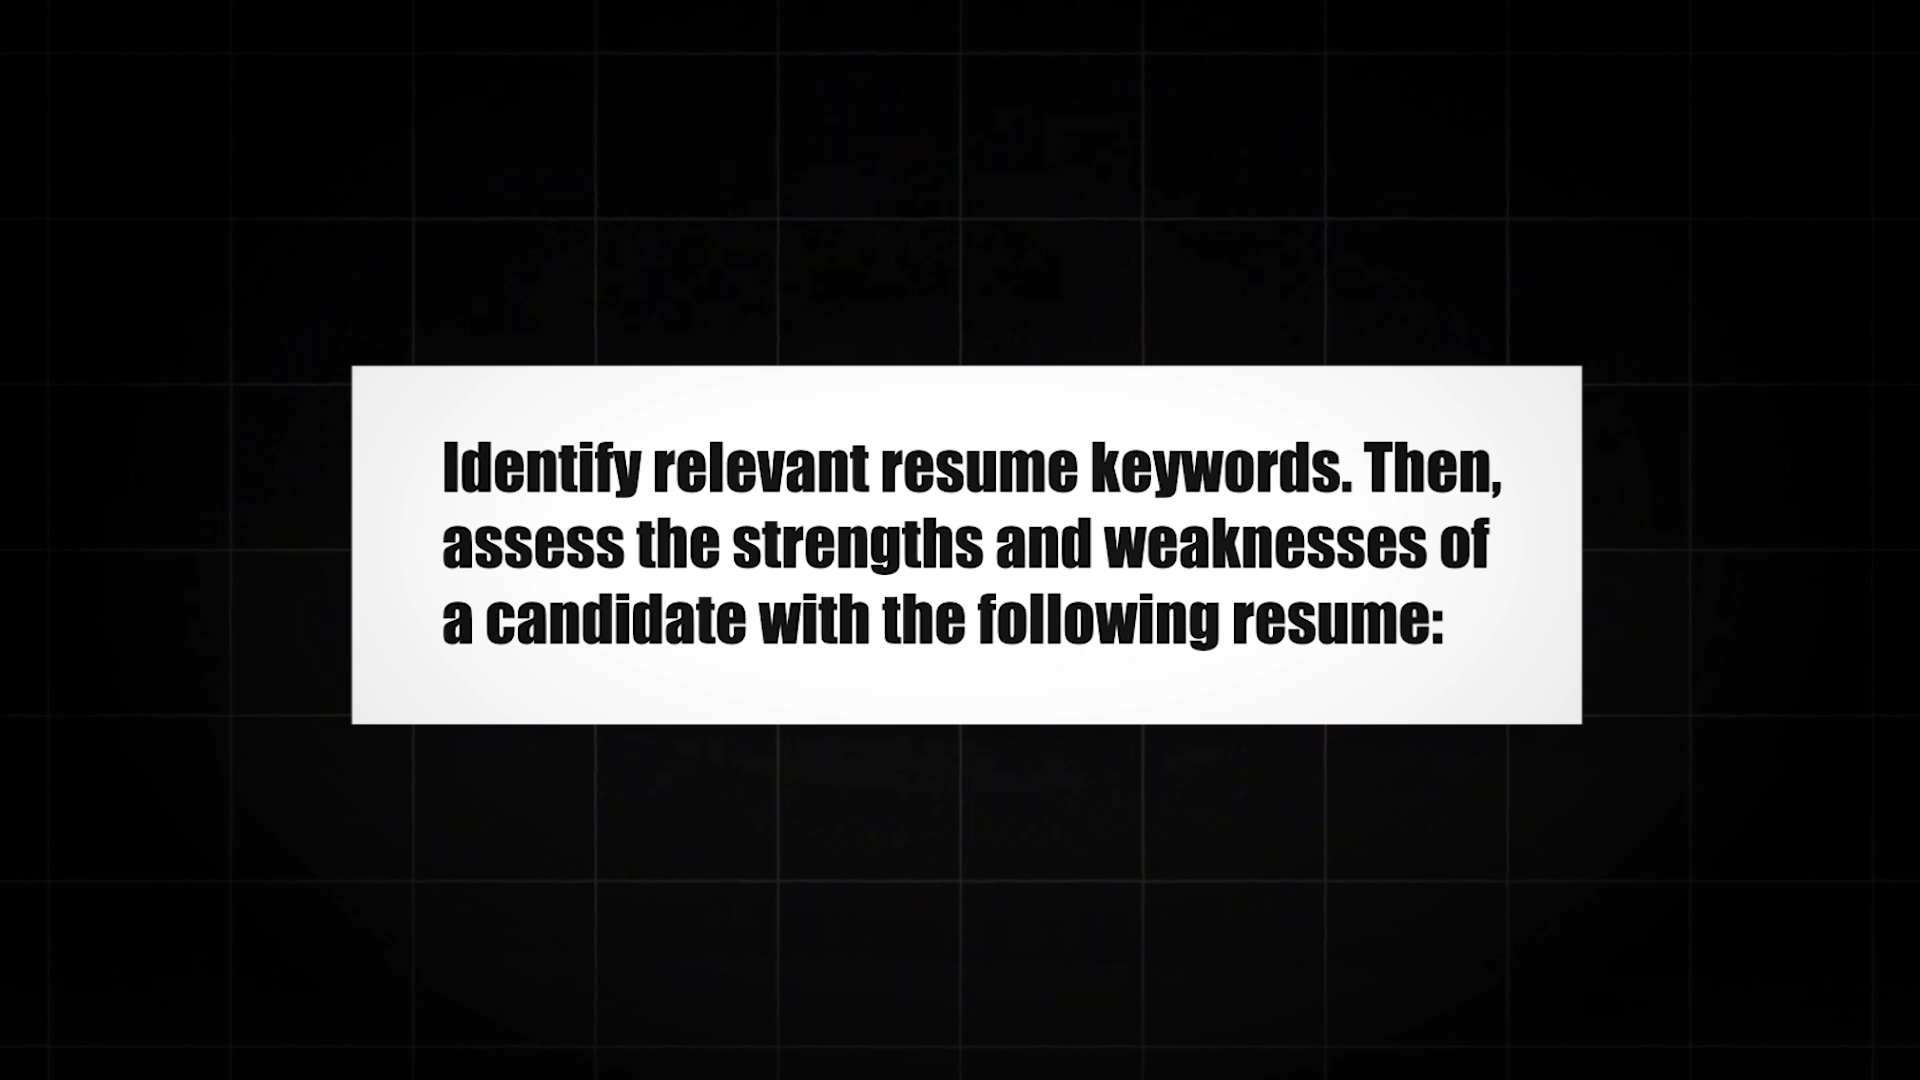 Identify relevant resume keywords. Then,
assess the strengths and weaknesses of
a candidate with the following resume: